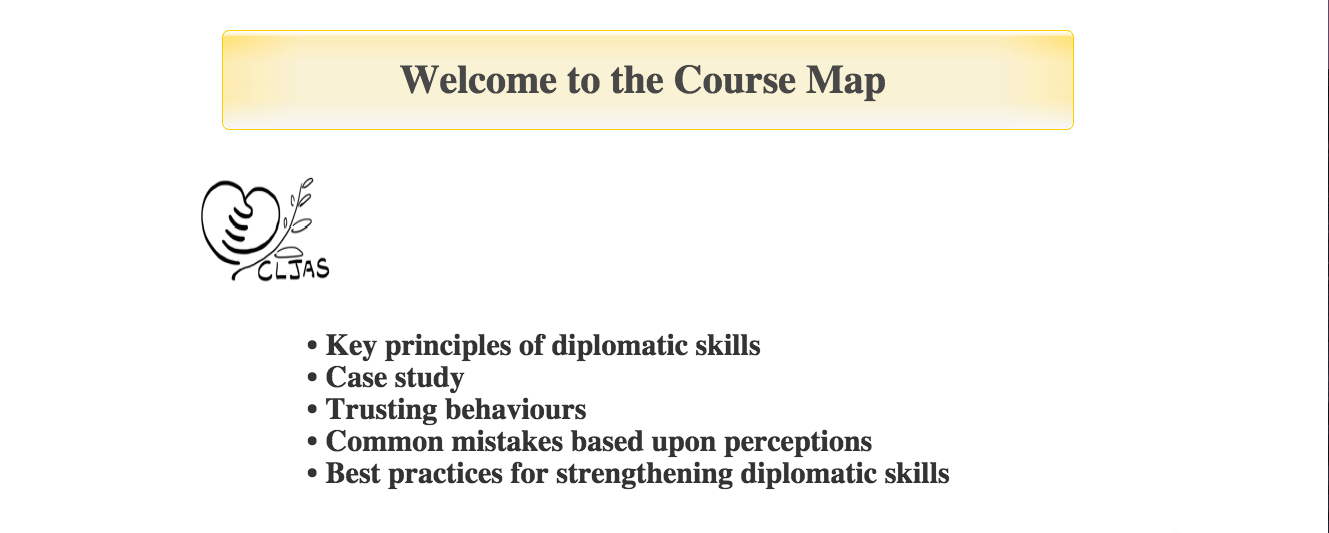 Welcome to the Course Map
CLJAS
• Key principles of diplomatic skills
• Case study
• Trusting behaviours
• Common mistakes based upon perceptions
• Best practices for strengthening diplomatic skills